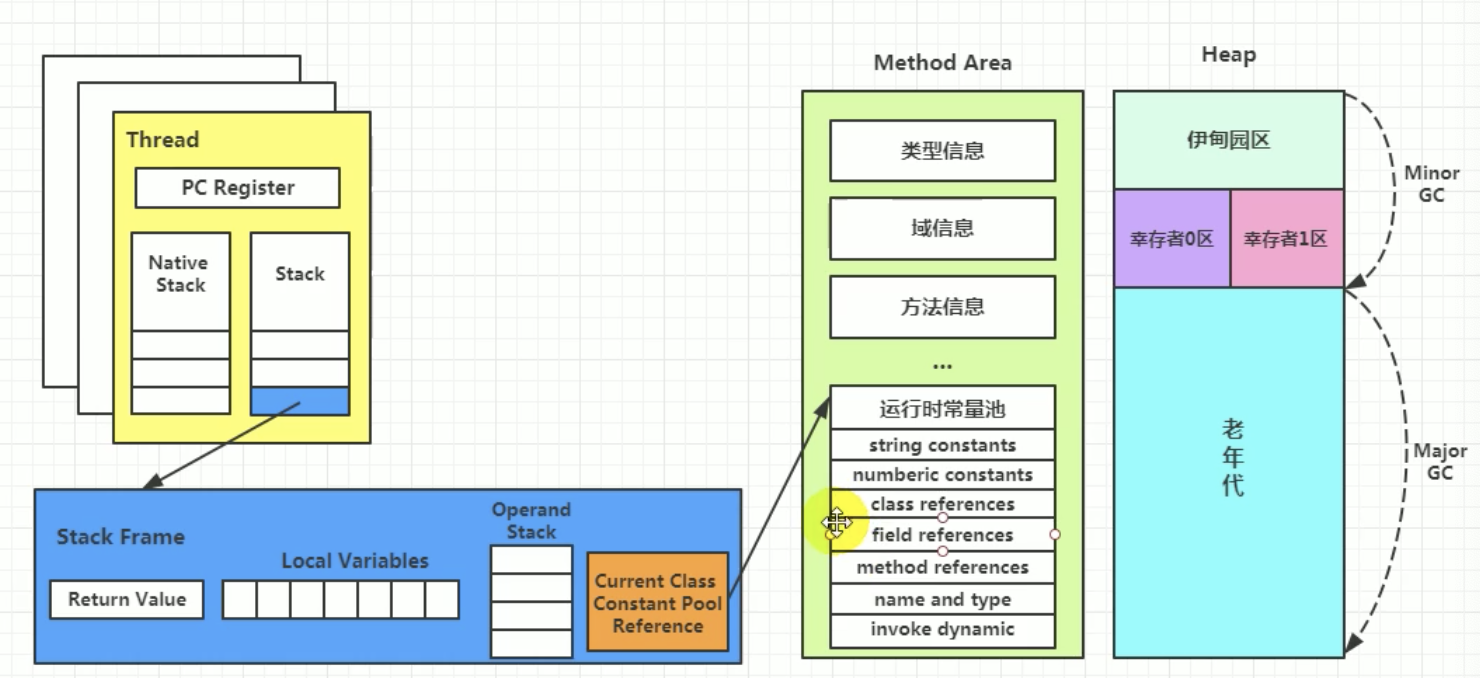 Thread
PC Register
Native
Stack
Stack
Stack Frame
Return Value
Local Variables
Operand
Stack
Current Class
Constant Pool
Reference
Method Area
类型信息
域信息
方法信息
...
运行时常量池
string constants
numberic constants
class references
field references
method references
name and type
invoke dynamic
Heap
伊甸园区
幸存者0区
幸存者1区
老
年
代
Minor
GC
Major
GC